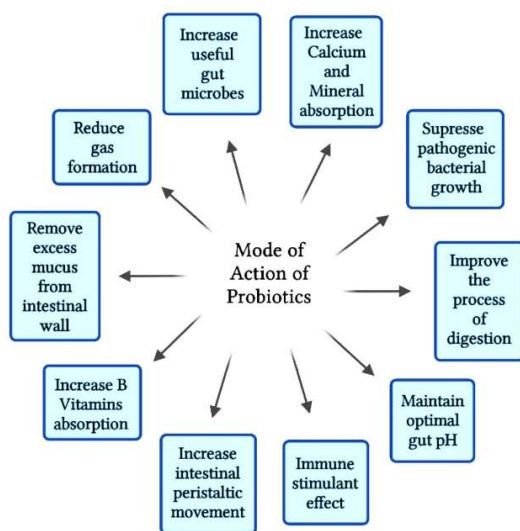 Increase
useful
gut
microbes
Increase
Calcium
and
Mineral
absorption
Supresse
pathogenic
bacterial
growth
Improve
the
process
of
digestion
Maintain
optimal
gut pH
Immune
stimulant
effect
Increase
intestinal
peristaltic
movement
Increase B
Vitamins
absorption
Remove
excess
mucus
from
intestinal
wall
Reduce
gas
formation
Mode of
Action of
Probiotics